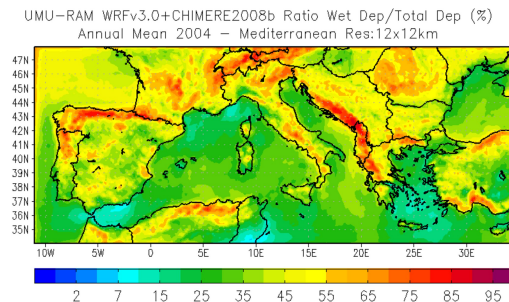 UMU-RAM WRFv3.0+CHIMERE2008b Ratio Wet Dep/Total Dep (%)
Annual Mean 2004 - Mediterranean Res:12x12km
47N
46N
45N
44N
43N
42N
41N
40N
39N
38N
37N
36N
35N
10W 5W 0 5E 10E 15E 20E 25E 30E
2 7 15 25 35 45 55 65 75 85 95